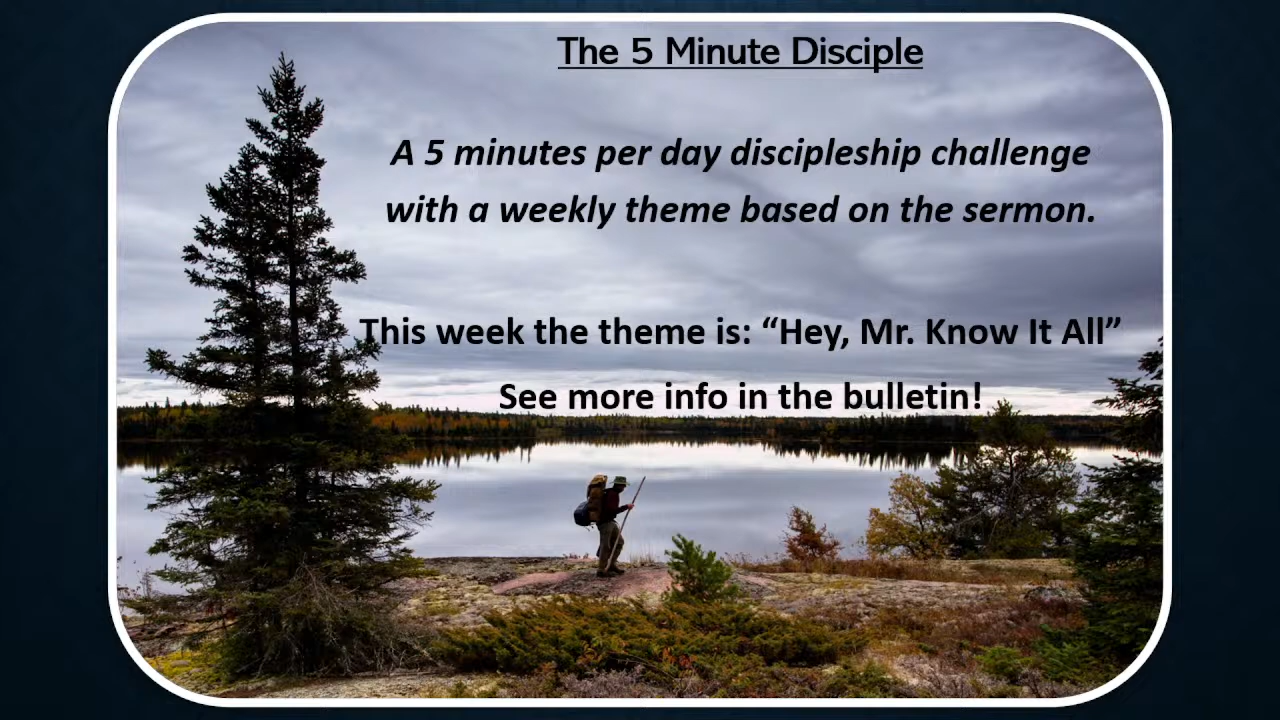 The 5 Minute Disciple
A 5 minutes per day discipleship challenge
with a weekly theme based on the sermon.
This week the theme is: “Hey, Mr. Know It All”
See more info in the bulletin!